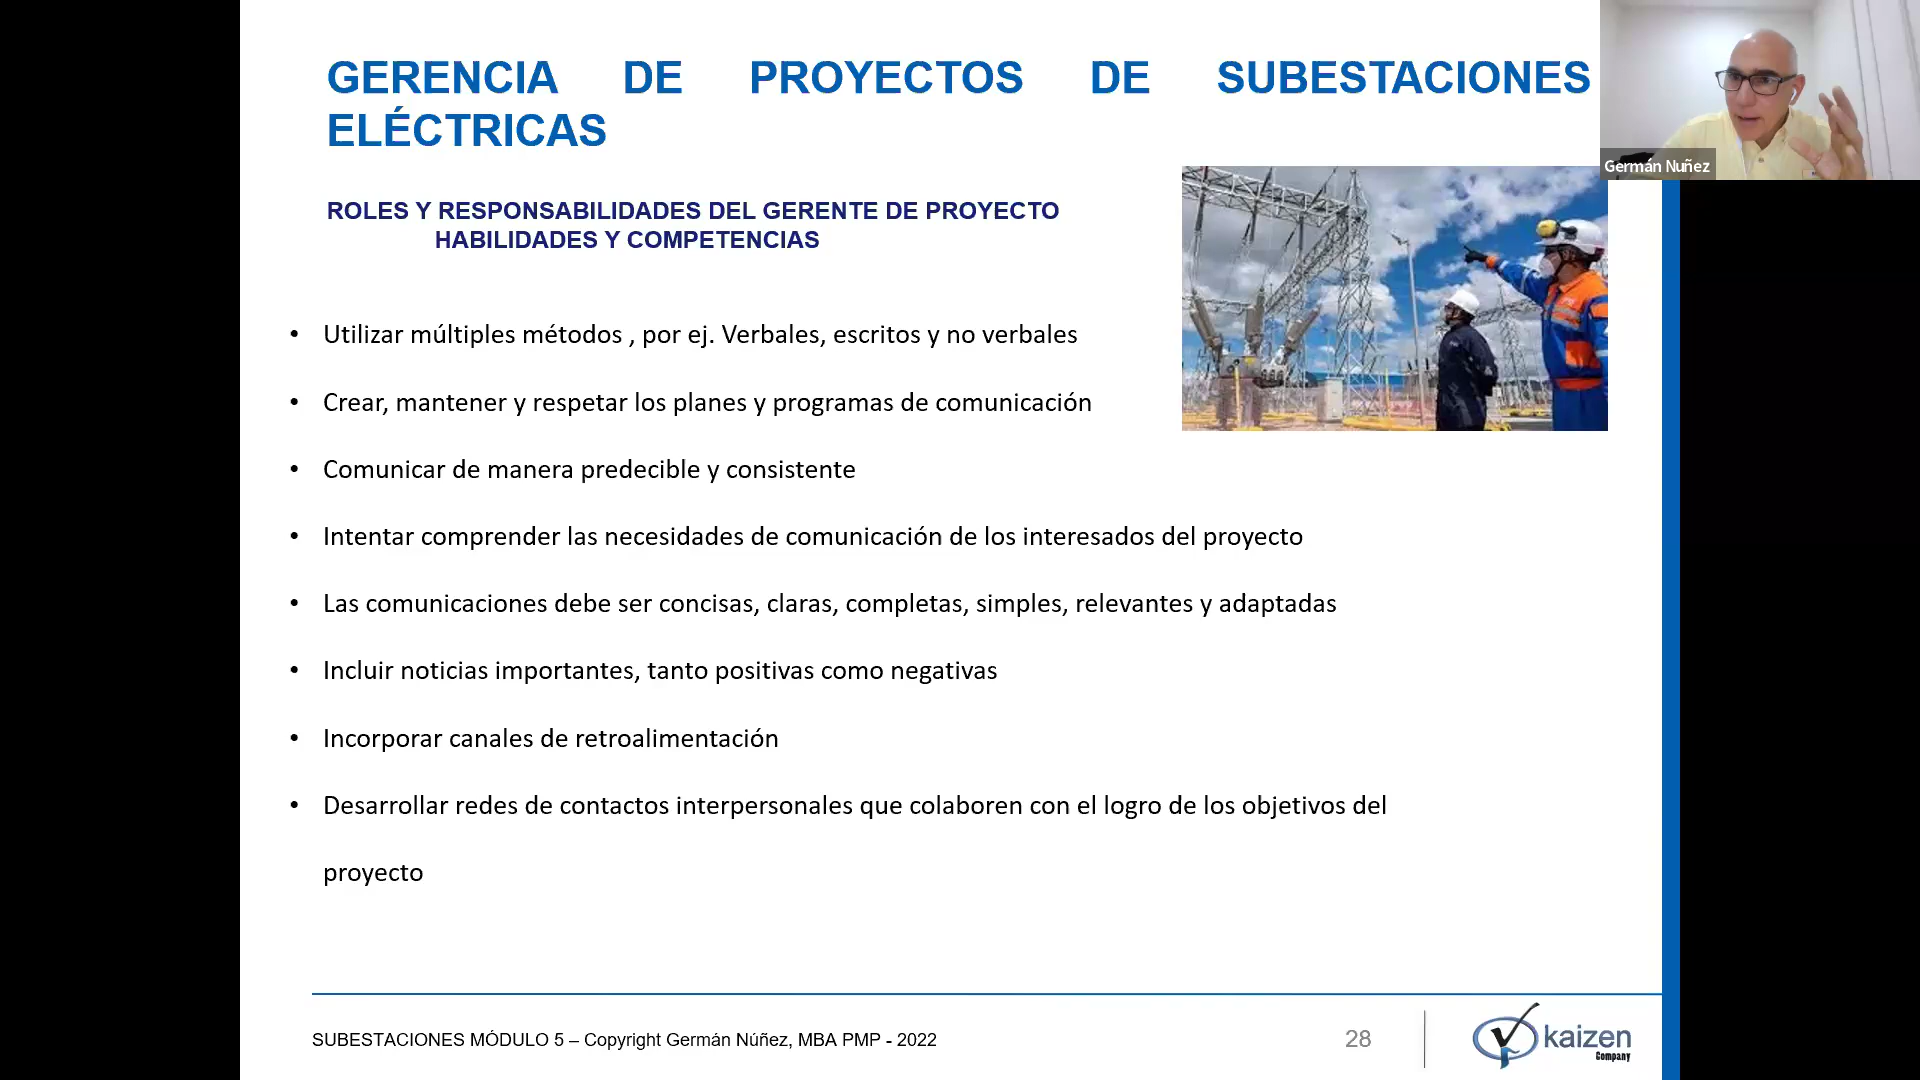 GERENCIA DE PROYECTOS DE SUBESTACIONES
ELÉCTRICAS
Germán Nuñez
ROLES Y RESPONSABILIDADES DEL GERENTE DE PROYECTO
HABILIDADES Y COMPETENCIAS
• Utilizar múltiples métodos , por ej. Verbales, escritos y no verbales
• Crear, mantener y respetar los planes y programas de comunicación
• Comunicar de manera predecible y consistente
• Intentar comprender las necesidades de comunicación de los interesados del proyecto
• Las comunicaciones debe ser concisas, claras, completas, simples, relevantes y adaptadas
• Incluir noticias importantes, tanto positivas como negativas
• Incorporar canales de retroalimentación
• Desarrollar redes de contactos interpersonales que colaboren con el logro de los objetivos del
proyecto
SUBESTACIONES MÓDULO 5 – Copyright Germán Núñez, MBA PMP - 2022
28
kaizen
Company